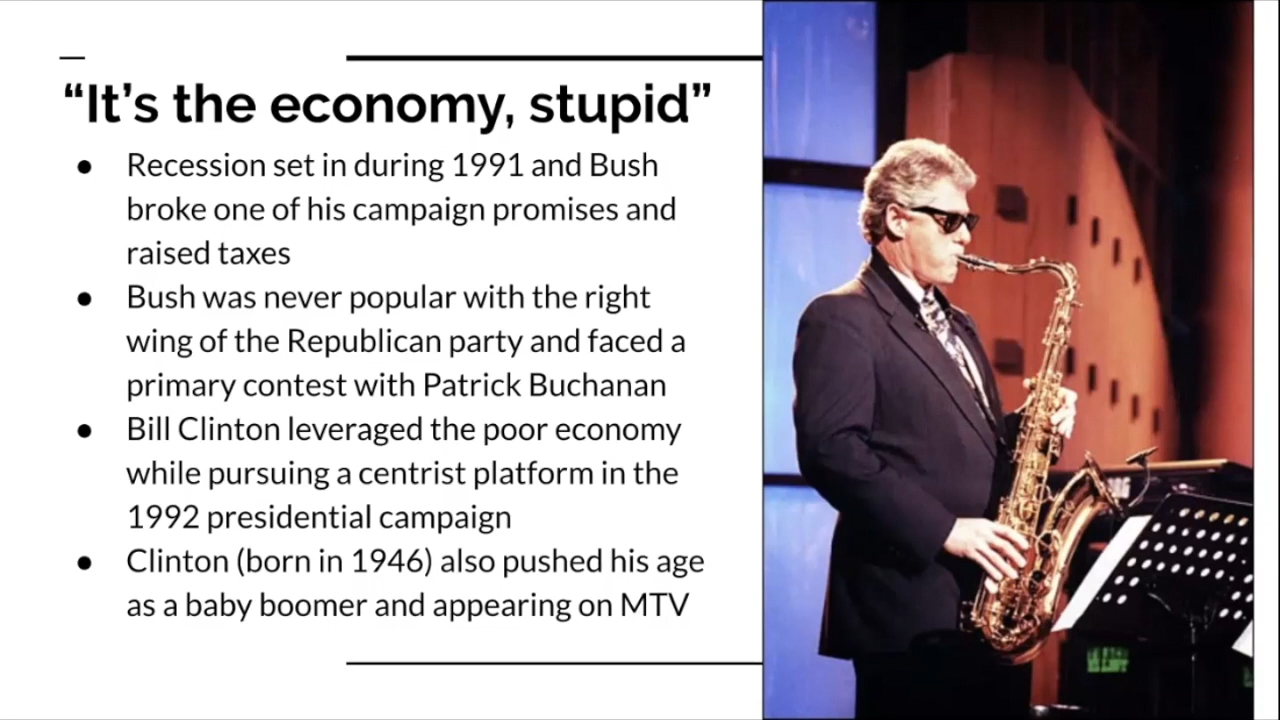 “It’s the economy, stupid”
● Recession set in during 1991 and Bush
broke one of his campaign promises and
raised taxes
● Bush was never popular with the right
wing of the Republican party and faced a
primary contest with Patrick Buchanan
● Bill Clinton leveraged the poor economy
while pursuing a centrist platform in the
1992 presidential campaign
● Clinton (born in 1946) also pushed his age
as a baby boomer and appearing on MTV